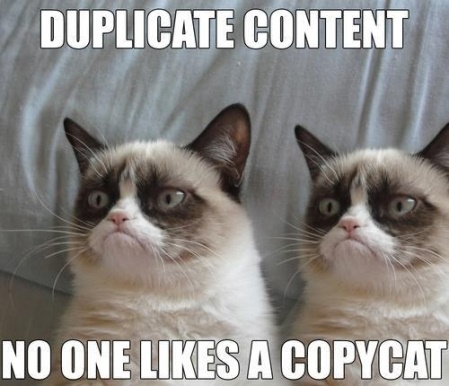 DUPLICATE CONTENT
NO ONE LIKES A COPYCAT